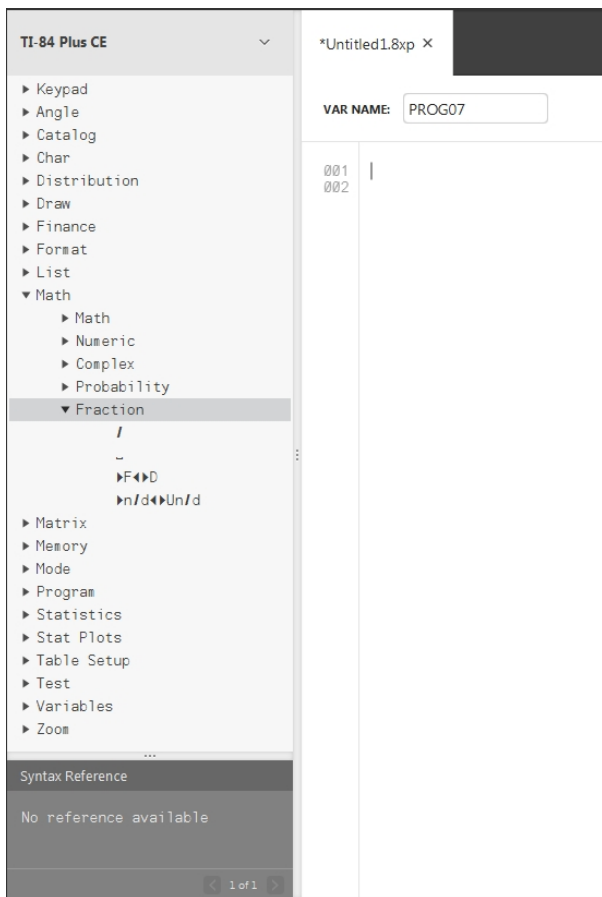 TI-84 Plus CE
*Untitled1.8xp ×
VAR NAME: PROG07
▶ Keypad
▶ Angle
▶ Catalog
▶ Char
▶ Distribution
▶ Draw
▶ Finance
▶ Format
▶ List
▼ Math
▶ Math
▶ Numeric
▶ Complex
▶ Probability
▼ Fraction
/
⎵
▶F◀▶D
▶n/d◀▶Un/d
▶ Matrix
▶ Memory
▶ Mode
▶ Program
▶ Statistics
▶ Stat Plots
▶ Table Setup
▶ Test
▶ Variables
▶ Zoom
001
002
Syntax Reference
No reference available
1 of 1